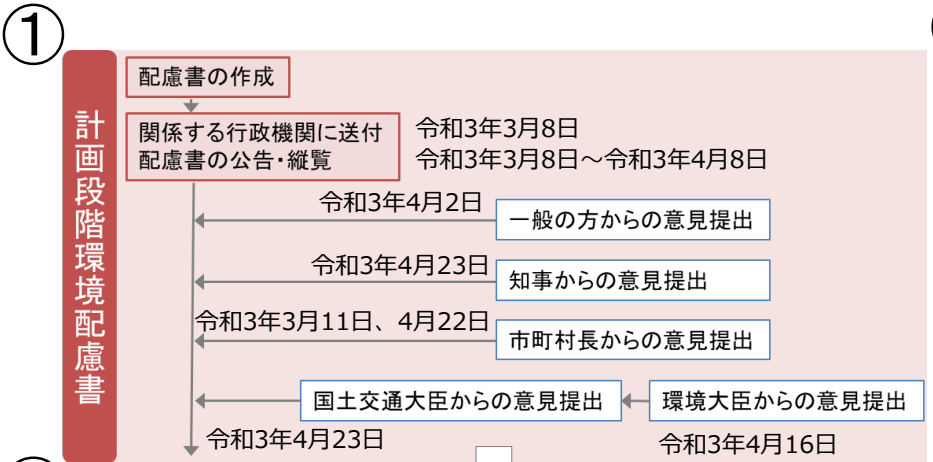 ①
計画段階環境配慮書
配慮書の作成
関係する行政機関に送付
配慮書の公告・縦覧
令和3年3月8日
令和3年3月8日～令和3年4月8日
令和3年4月2日
一般の方からの意見提出
令和3年4月23日
知事からの意見提出
令和3年3月11日、4月22日
市町村長からの意見提出
国土交通大臣からの意見提出
環境大臣からの意見提出
令和3年4月23日
令和3年4月16日